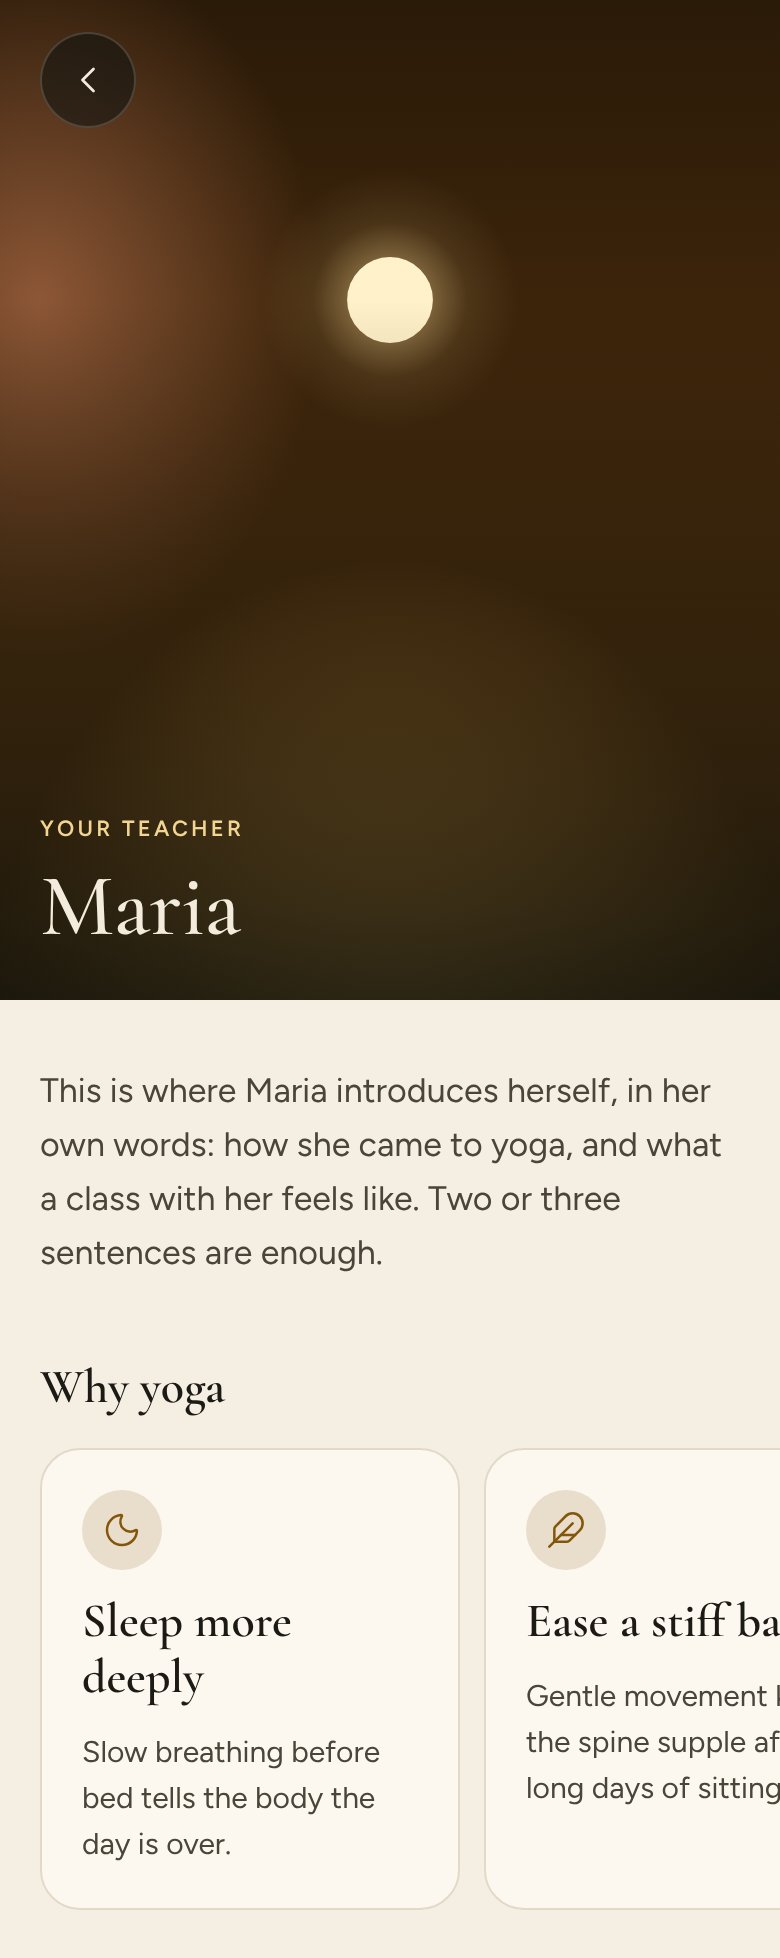 YOUR TEACHER
Maria
This is where Maria introduces herself, in her
own words: how she came to yoga, and what
a class with her feels like. Two or three
sentences are enough.
Why yoga
Sleep more
deeply
Slow breathing before
bed tells the body the
day is over.
Ease a stiff
Gentle movement
the spine supple
long days of sitting